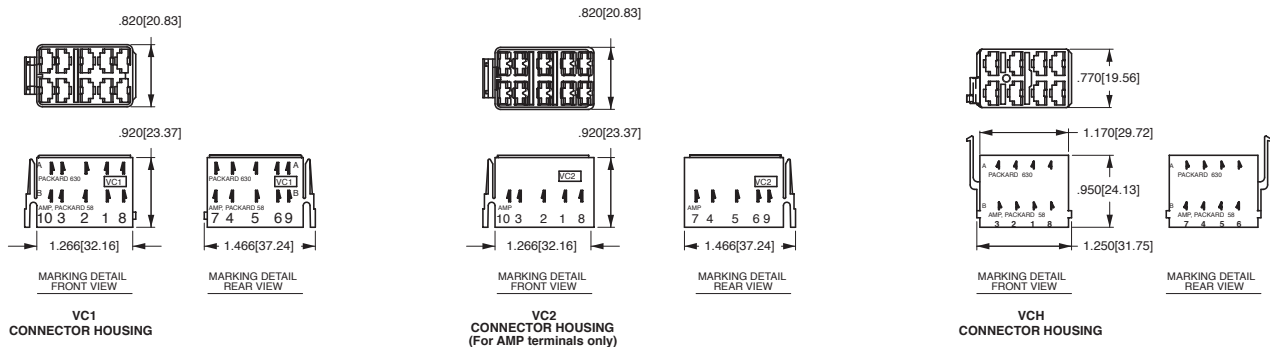 .820[20.83]
.920[23.37]
A
PACKARD 630
VC1
B
AMP, PACKARD 58
10 3 2 1 8
1.266[32.16]
MARKING DETAIL
FRONT VIEW
A
PACKARD 630
VC1
B
AMP, PACKARD 58
7 4 5 6 9
1.466[37.24]
MARKING DETAIL
REAR VIEW
VC1
CONNECTOR HOUSING
.820[20.83]
.920[23.37]
VC2
AMP
10 3 2 1 8
1.266[32.16]
MARKING DETAIL
FRONT VIEW
VC2
AMP
7 4 5 6 9
1.466[37.24]
MARKING DETAIL
REAR VIEW
VC2
CONNECTOR HOUSING
(For AMP terminals only)
.770[19.56]
1.170[29.72]
A
PACKARD 630
.950[24.13]
B
AMP, PACKARD 58
3 2 1 8
1.250[31.75]
MARKING DETAIL
FRONT VIEW
A
PACKARD 630
B
AMP, PACKARD 58
7 4 5 6
MARKING DETAIL
REAR VIEW
VCH
CONNECTOR HOUSING